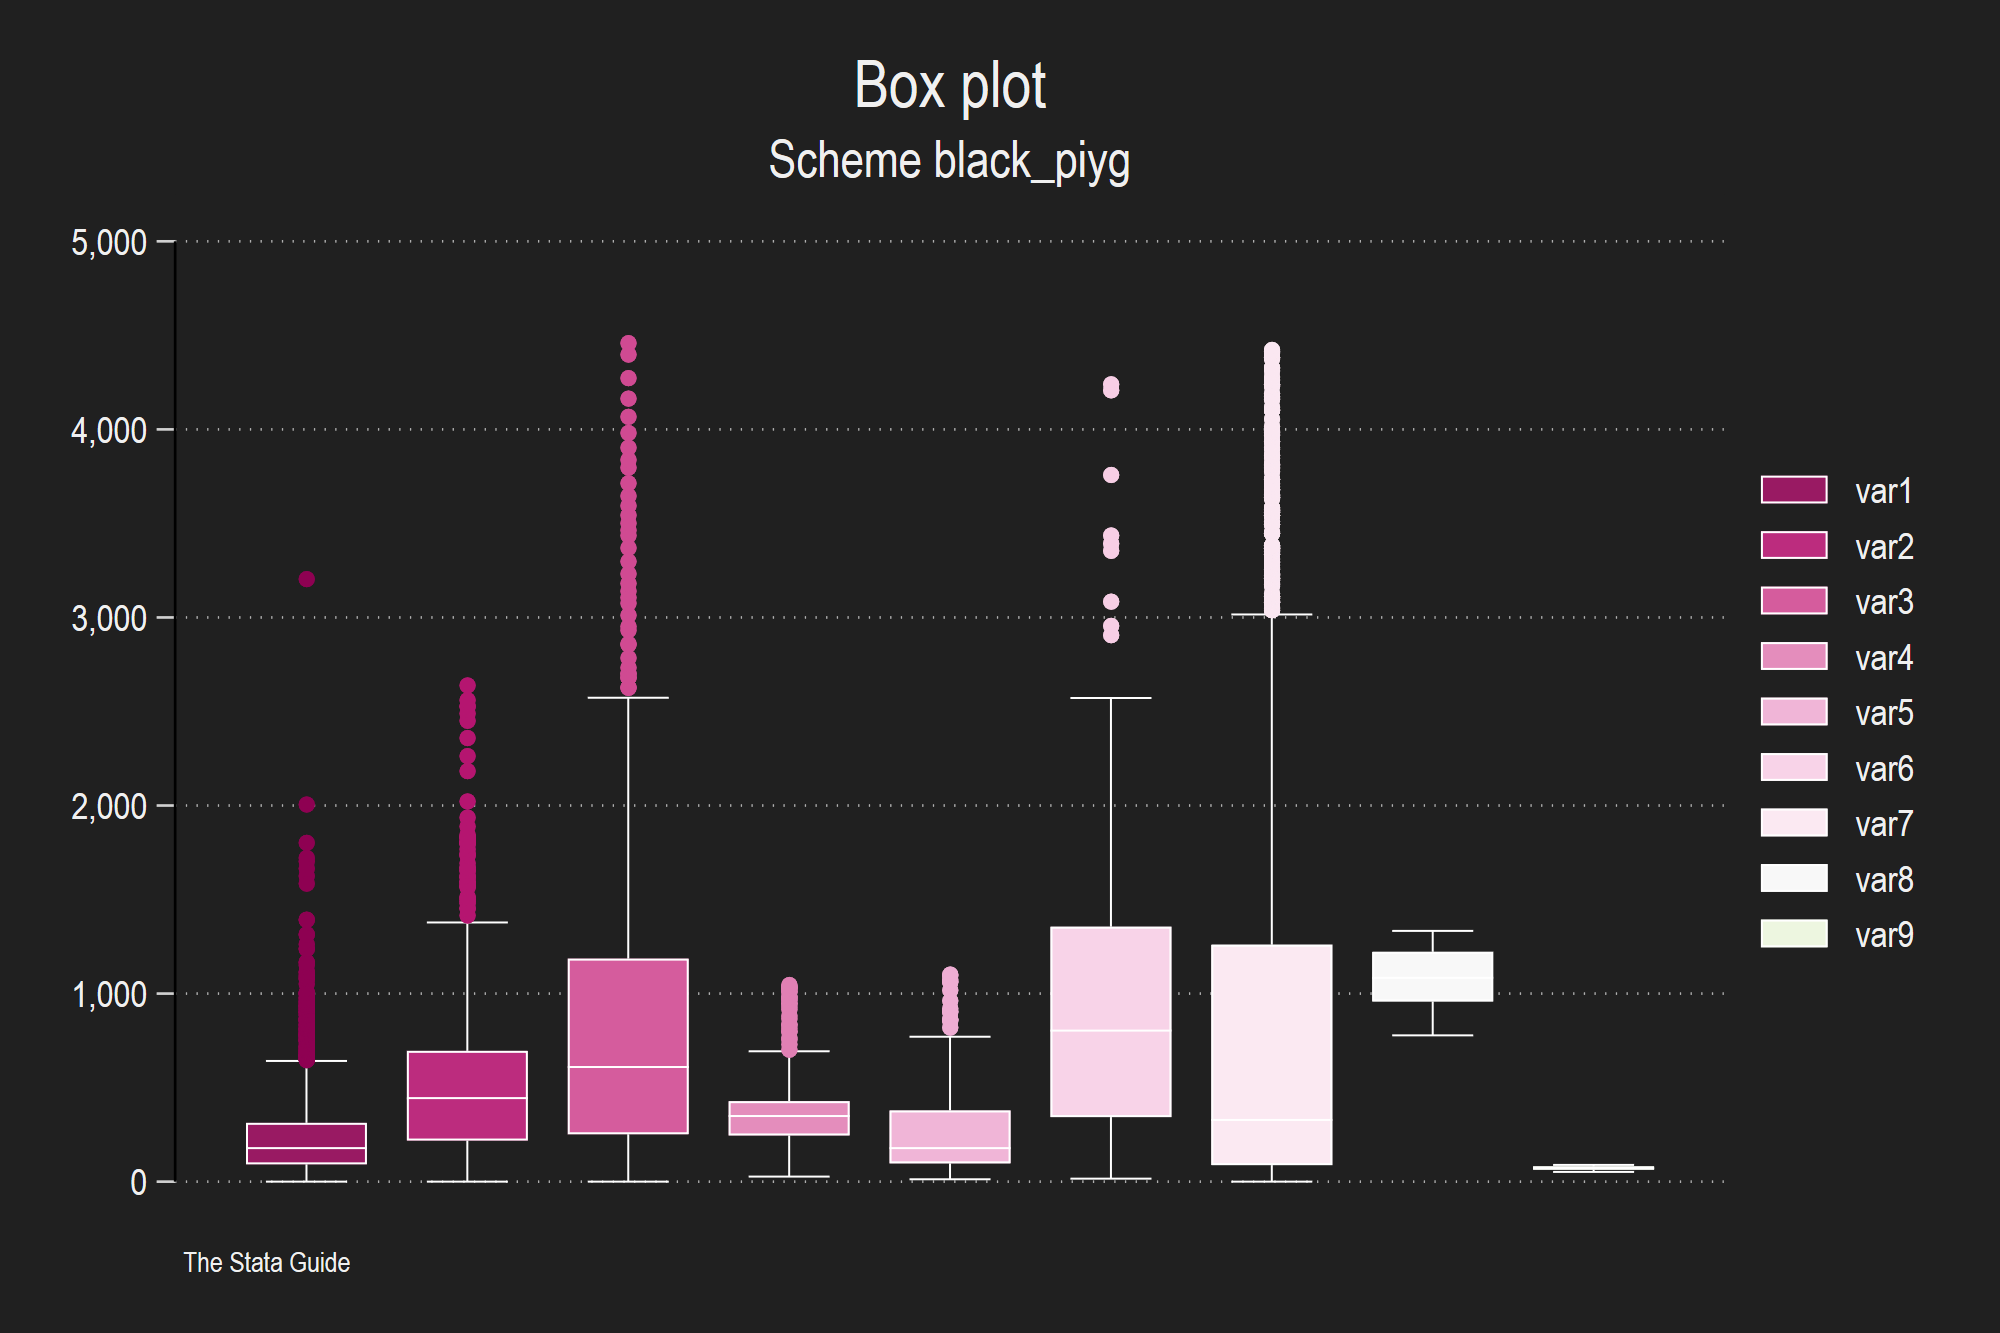 Box plot
Scheme black_piyg
5,000
4,000
3,000
2,000
1,000
0
var1
var2
var3
var4
var5
var6
var7
var8
var9
The Stata Guide